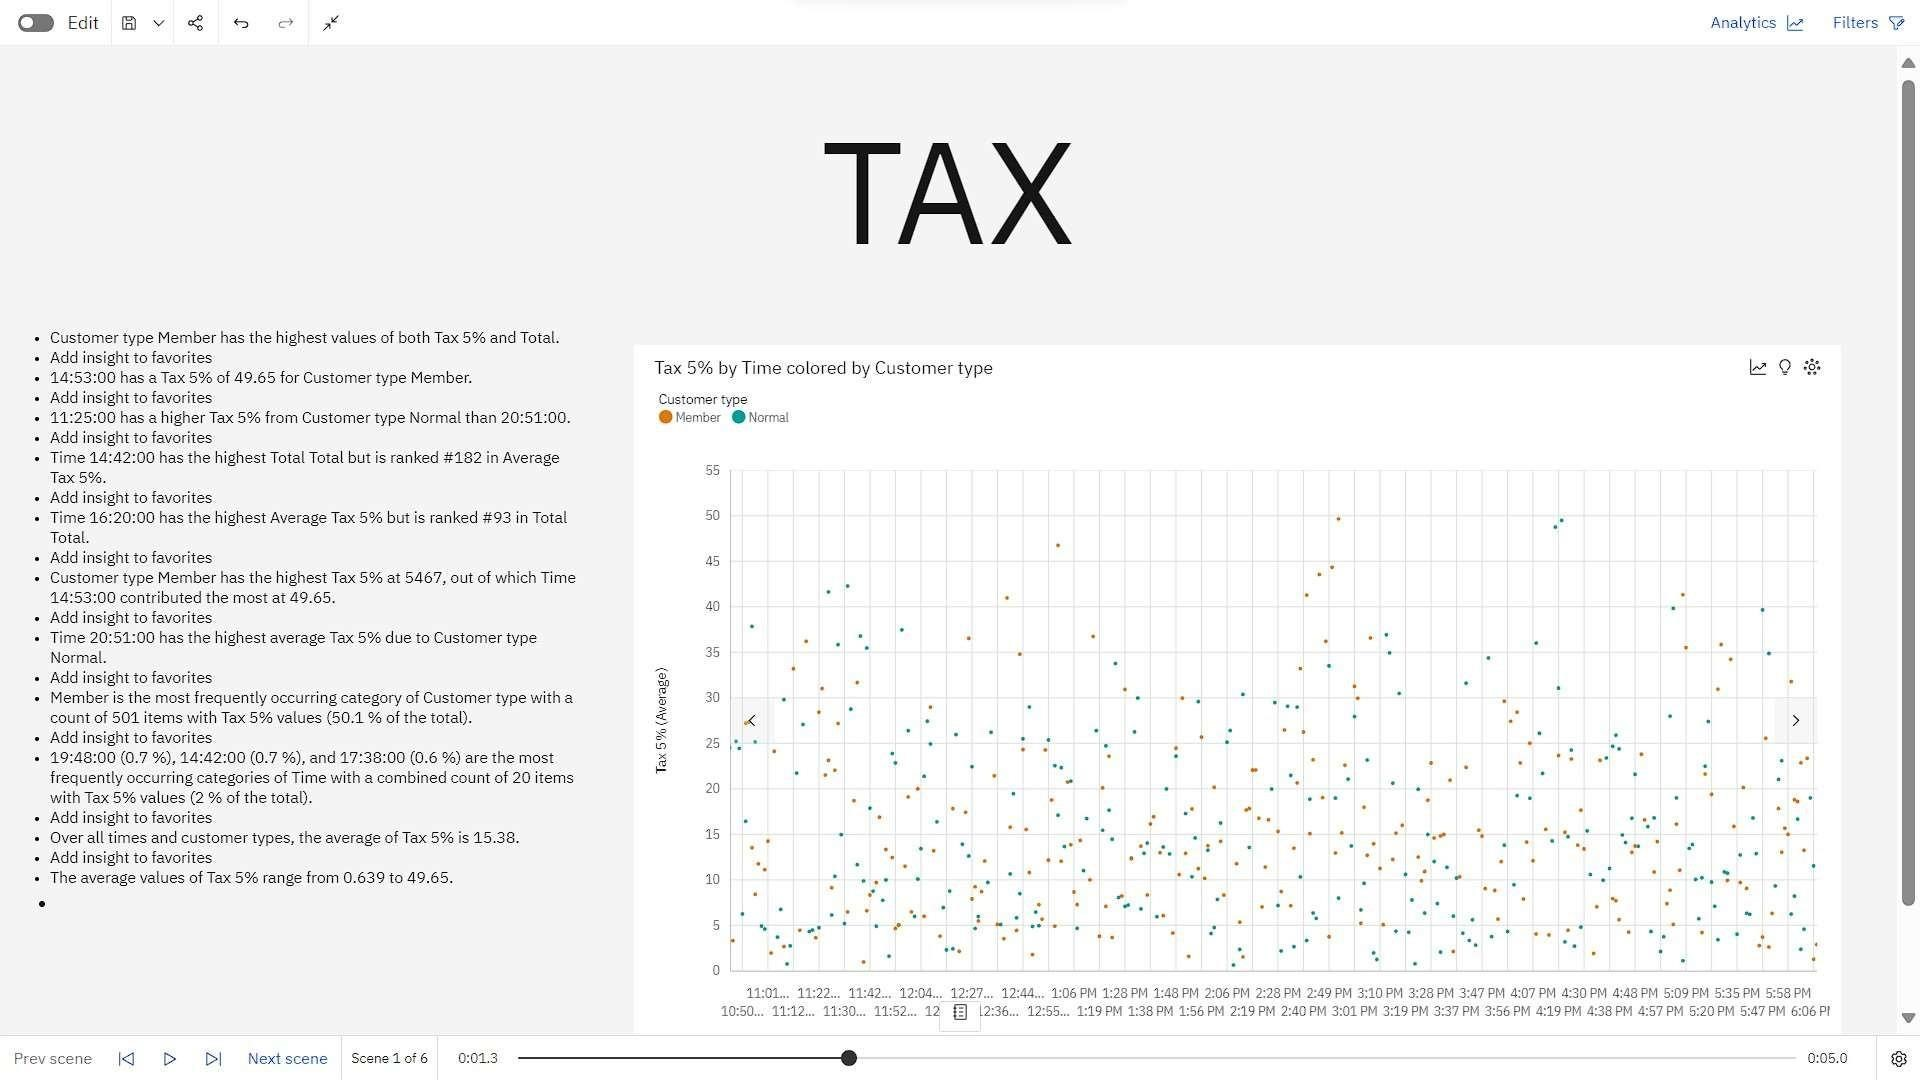 Edit
Analytics
Filters
TAX
• Customer type Member has the highest values of both Tax 5% and Total.
• Add insight to favorites
• 14:53:00 has a Tax 5% of 49.65 for Customer type Member.
• Add insight to favorites
• 11:25:00 has a higher Tax 5% from Customer type Normal than 20:51:00.
• Add insight to favorites
• Time 14:42:00 has the highest Total Total but is ranked #182 in Average
Tax 5%.
• Add insight to favorites
• Time 16:20:00 has the highest Average Tax 5% but is ranked #93 in Total
Total.
• Add insight to favorites
• Customer type Member has the highest Tax 5% at 5467, out of which Time
14:53:00 contributed the most at 49.65.
• Add insight to favorites
• Time 20:51:00 has the highest average Tax 5% due to Customer type
Normal.
• Add insight to favorites
• Member is the most frequently occurring category of Customer type with a
count of 501 items with Tax 5% values (50.1 % of the total).
• Add insight to favorites
• 19:48:00 (0.7 %), 14:42:00 (0.7 %), and 17:38:00 (0.6 %) are the most
frequently occurring categories of Time with a combined count of 20 items
with Tax 5% values (2 % of the total).
• Add insight to favorites
• Over all times and customer types, the average of Tax 5% is 15.38.
• Add insight to favorites
• The average values of Tax 5% range from 0.639 to 49.65.
•
Tax 5% by Time colored by Customer type
Customer type
Member Normal
Tax 5% (Average)
55
50
45
40
35
30
25
20
15
10
5
0
11:01... 11:22... 11:42... 12:04... 12:27... 12:44... 1:06 PM 1:28 PM 1:48 PM 2:06 PM 2:28 PM 2:49 PM 3:10 PM 3:28 PM 3:47 PM 4:07 PM 4:30 PM 4:48 PM 5:09 PM 5:35 PM 5:58 PM
10:50... 11:12... 11:30... 11:52... 12 2:36... 12:55... 1:19 PM 1:38 PM 1:56 PM 2:19 PM 2:40 PM 3:01 PM 3:19 PM 3:37 PM 3:56 PM 4:19 PM 4:38 PM 4:57 PM 5:20 PM 5:47 PM 6:06 P
Prev scene
Next scene
Scene 1 of 6
0:01.3
0:05.0